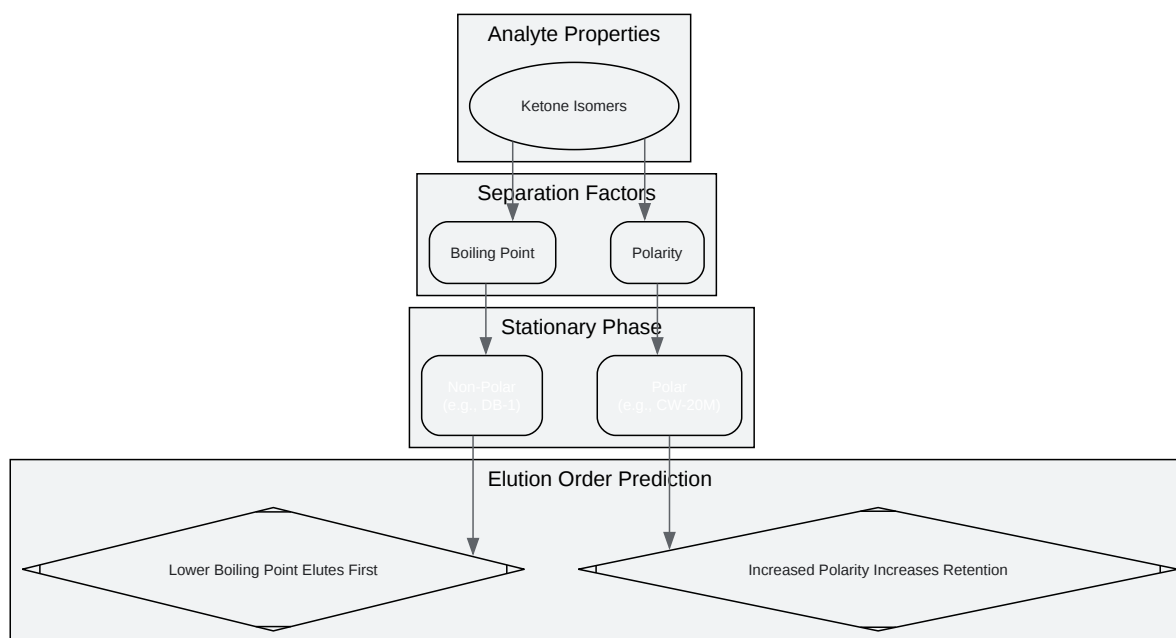 Analyte Properties
Ketone Isomers
Separation Factors
Boiling Point
Polarity
Stationary Phase
Non-Polar
(e.g., DB-1)
Polar
(e.g., CW-20M)
Elution Order Prediction
Lower Boiling Point Elutes First
Increased Polarity Increases Retention